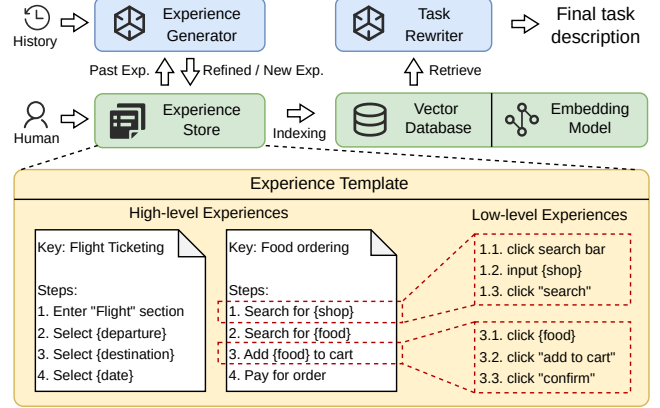 History
Experience
Generator
Task
Rewriter
Final task
description
Past Exp.
Refined / New Exp.
Retrieve
Human
Experience
Store
Indexing
Vector
Database
Embedding
Model
Experience Template
High-level Experiences
Key: Flight Ticketing
Steps:
1. Enter "Flight" section
2. Select {departure}
3. Select {destination}
4. Select {date}
Key: Food ordering
Steps:
1. Search for {shop}
2. Search for {food}
3. Add {food} to cart
4. Pay for order
Low-level Experiences
1.1. click search bar
1.2. input {shop}
1.3. click "search"
3.1. click {food}
3.2. click "add to cart"
3.3. click "confirm"